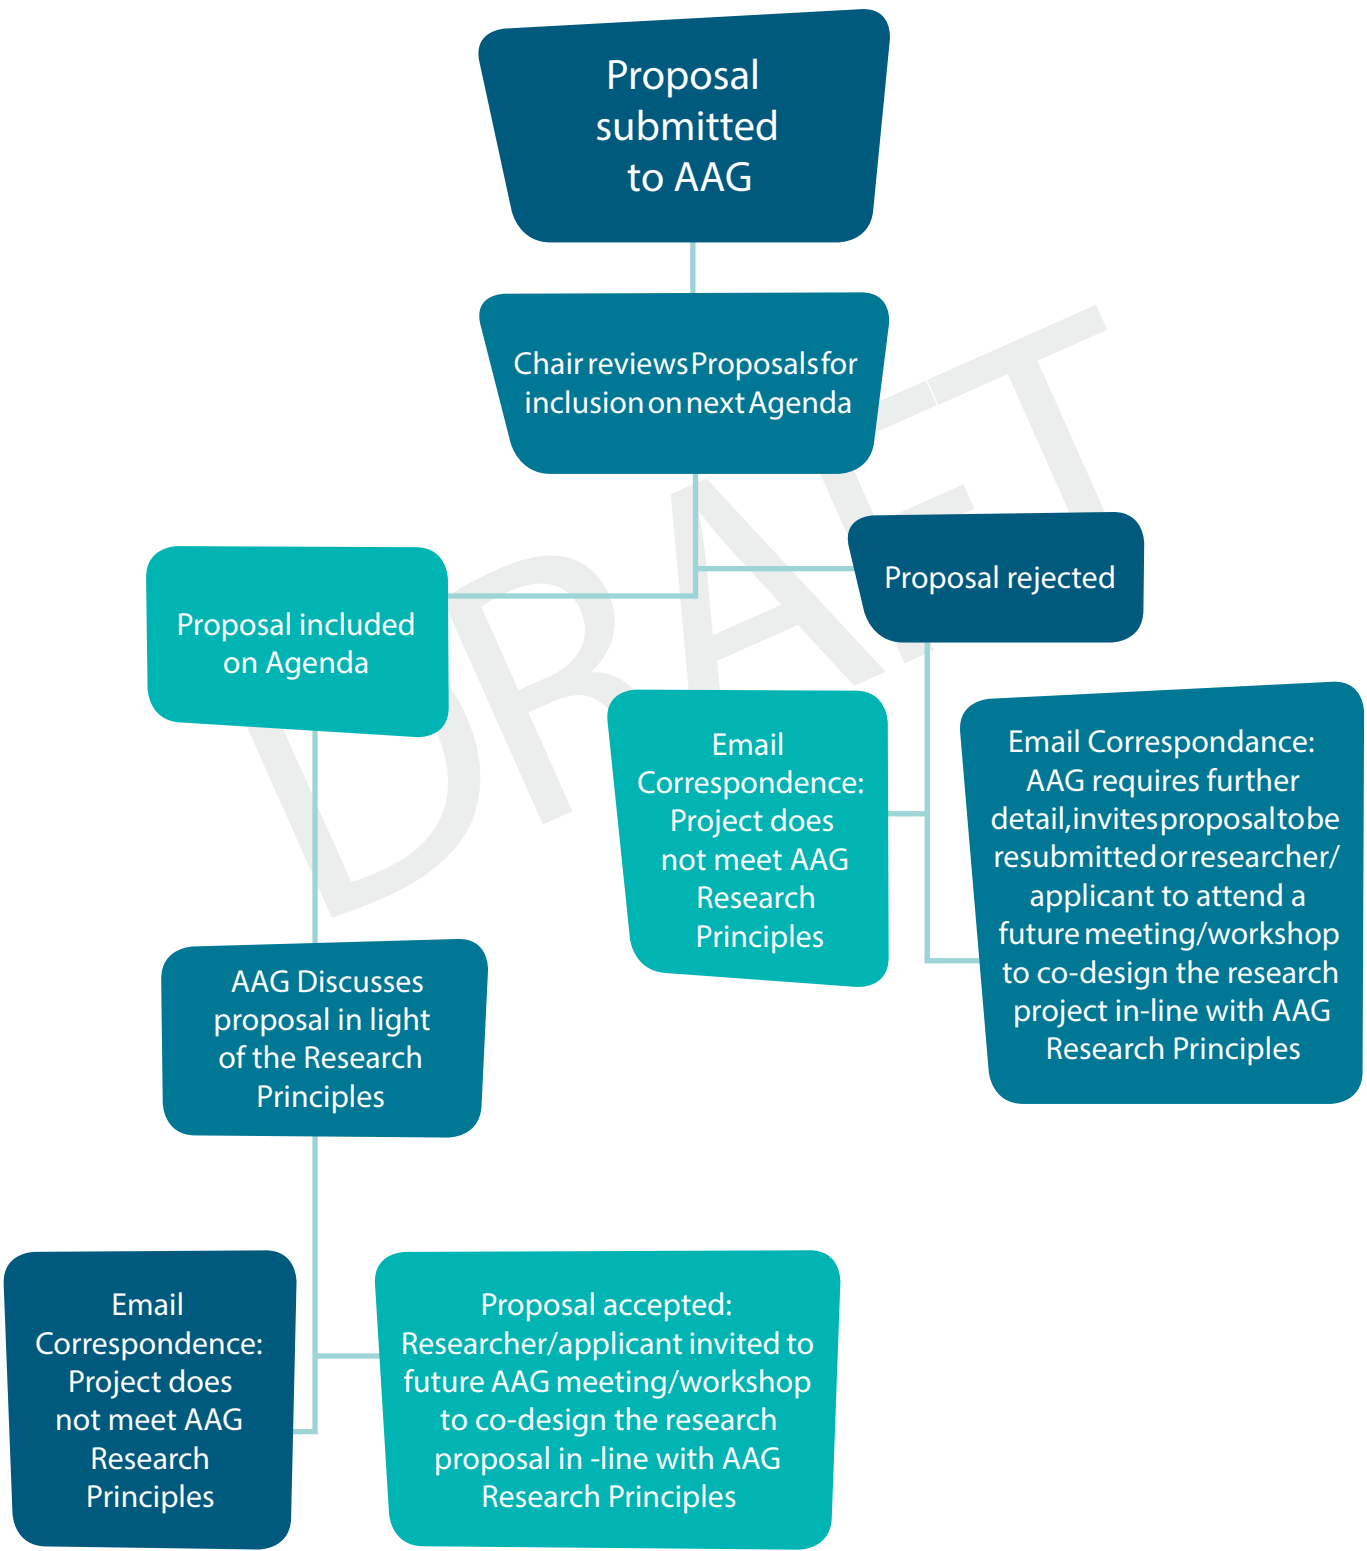 Proposal
submitted
to AAG
Chair reviews Proposals for
inclusion on next Agenda
DRAFT
Proposal rejected
Proposal included
on Agenda
Email
Correspondence:
Project does
not meet AAG
Research
Principles
Email Correspondance:
AAG requires further
detail, invites proposal to be
resubmitted or researcher/
applicant to attend a
future meeting/workshop
to co-design the research
project in-line with AAG
Research Principles
AAG Discusses
proposal in light
of the Research
Principles
Email
Correspondence:
Project does
not meet AAG
Research
Principles
Proposal accepted:
Researcher/applicant invited to
future AAG meeting/workshop
to co-design the research
proposal in -line with AAG
Research Principles